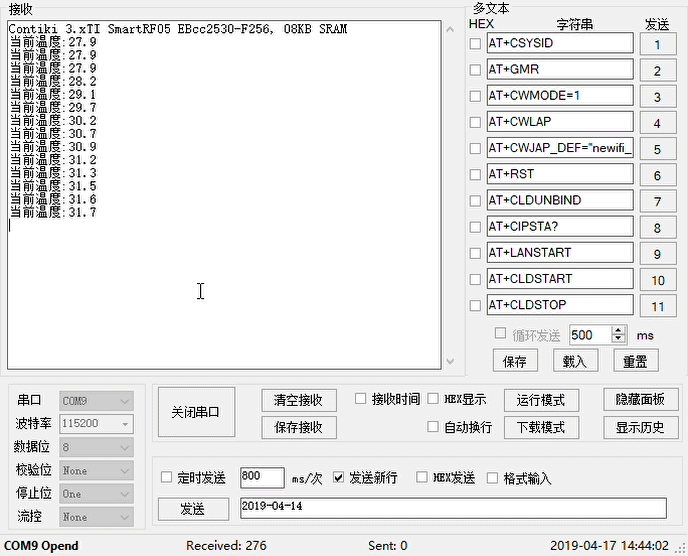 接收
Contiki 3.xTI SmartRF05 EBcc2530-F256, 08KB SRAM
当前温度:27.9
当前温度:27.9
当前温度:27.9
当前温度:28.2
当前温度:29.1
当前温度:29.7
当前温度:30.2
当前温度:30.7
当前温度:30.9
当前温度:31.2
当前温度:31.3
当前温度:31.5
当前温度:31.6
当前温度:31.7
多文本
HEX 字符串 发送
AT+CSYSID 1
AT+GMR 2
AT+CWMODE=1 3
AT+CWLAP 4
AT+CWJAP_DEF="newifi_ 5
AT+RST 6
AT+CLDUNBIND 7
AT+CIPSTA? 8
AT+LANSTART 9
AT+CLDSTART 10
AT+CLDSTOP 11
循环发送 500 ms
保存 载入 重置
串口 COM9
波特率 115200
数据位 8
校验位 None
停止位 One
流控 None
关闭串口 清空接收 接收时间 HEX显示 运行模式 隐藏面板
保存接收 自动换行 下载模式 显示历史
定时发送 800 ms/次 发送新行 HEX发送 格式输入
发送 2019-04-14
COM9 Opend Received: 276 Sent: 0 2019-04-17 14:44:02